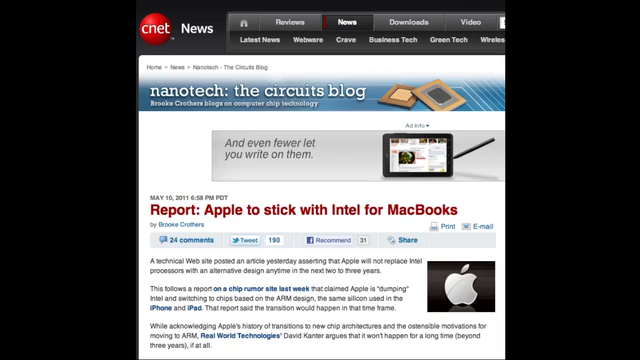 cnet News
Reviews News Downloads Video
Latest News Webware Crave Business Tech Green Tech Wireless
Home > News > Nanotech - The Circuits Blog
nanotech: the circuits blog
Brooke Crothers blogs on computer chip technology
Ad Info
And even fewer let
you write on them.
MAY 10, 2011 6:58 PM PDT
Report: Apple to stick with Intel for MacBooks
by Brooke Crothers
Print E-mail
24 comments Tweet 190 Recommend 31 Share
A technical Web site posted an article yesterday asserting that Apple will not replace Intel
processors with an alternative design anytime in the next two to three years.
This follows a report on a chip rumor site last week that claimed Apple is "dumping"
Intel and switching to chips based on the ARM design, the same silicon used in the
iPhone and iPad. That report said the transition would happen in that time frame.
While acknowledging Apple's history of transitions to new chip architectures and the ostensible motivations for
moving to ARM, Real World Technologies' David Kanter argues that it won't happen for a long time (beyond
three years), if at all.